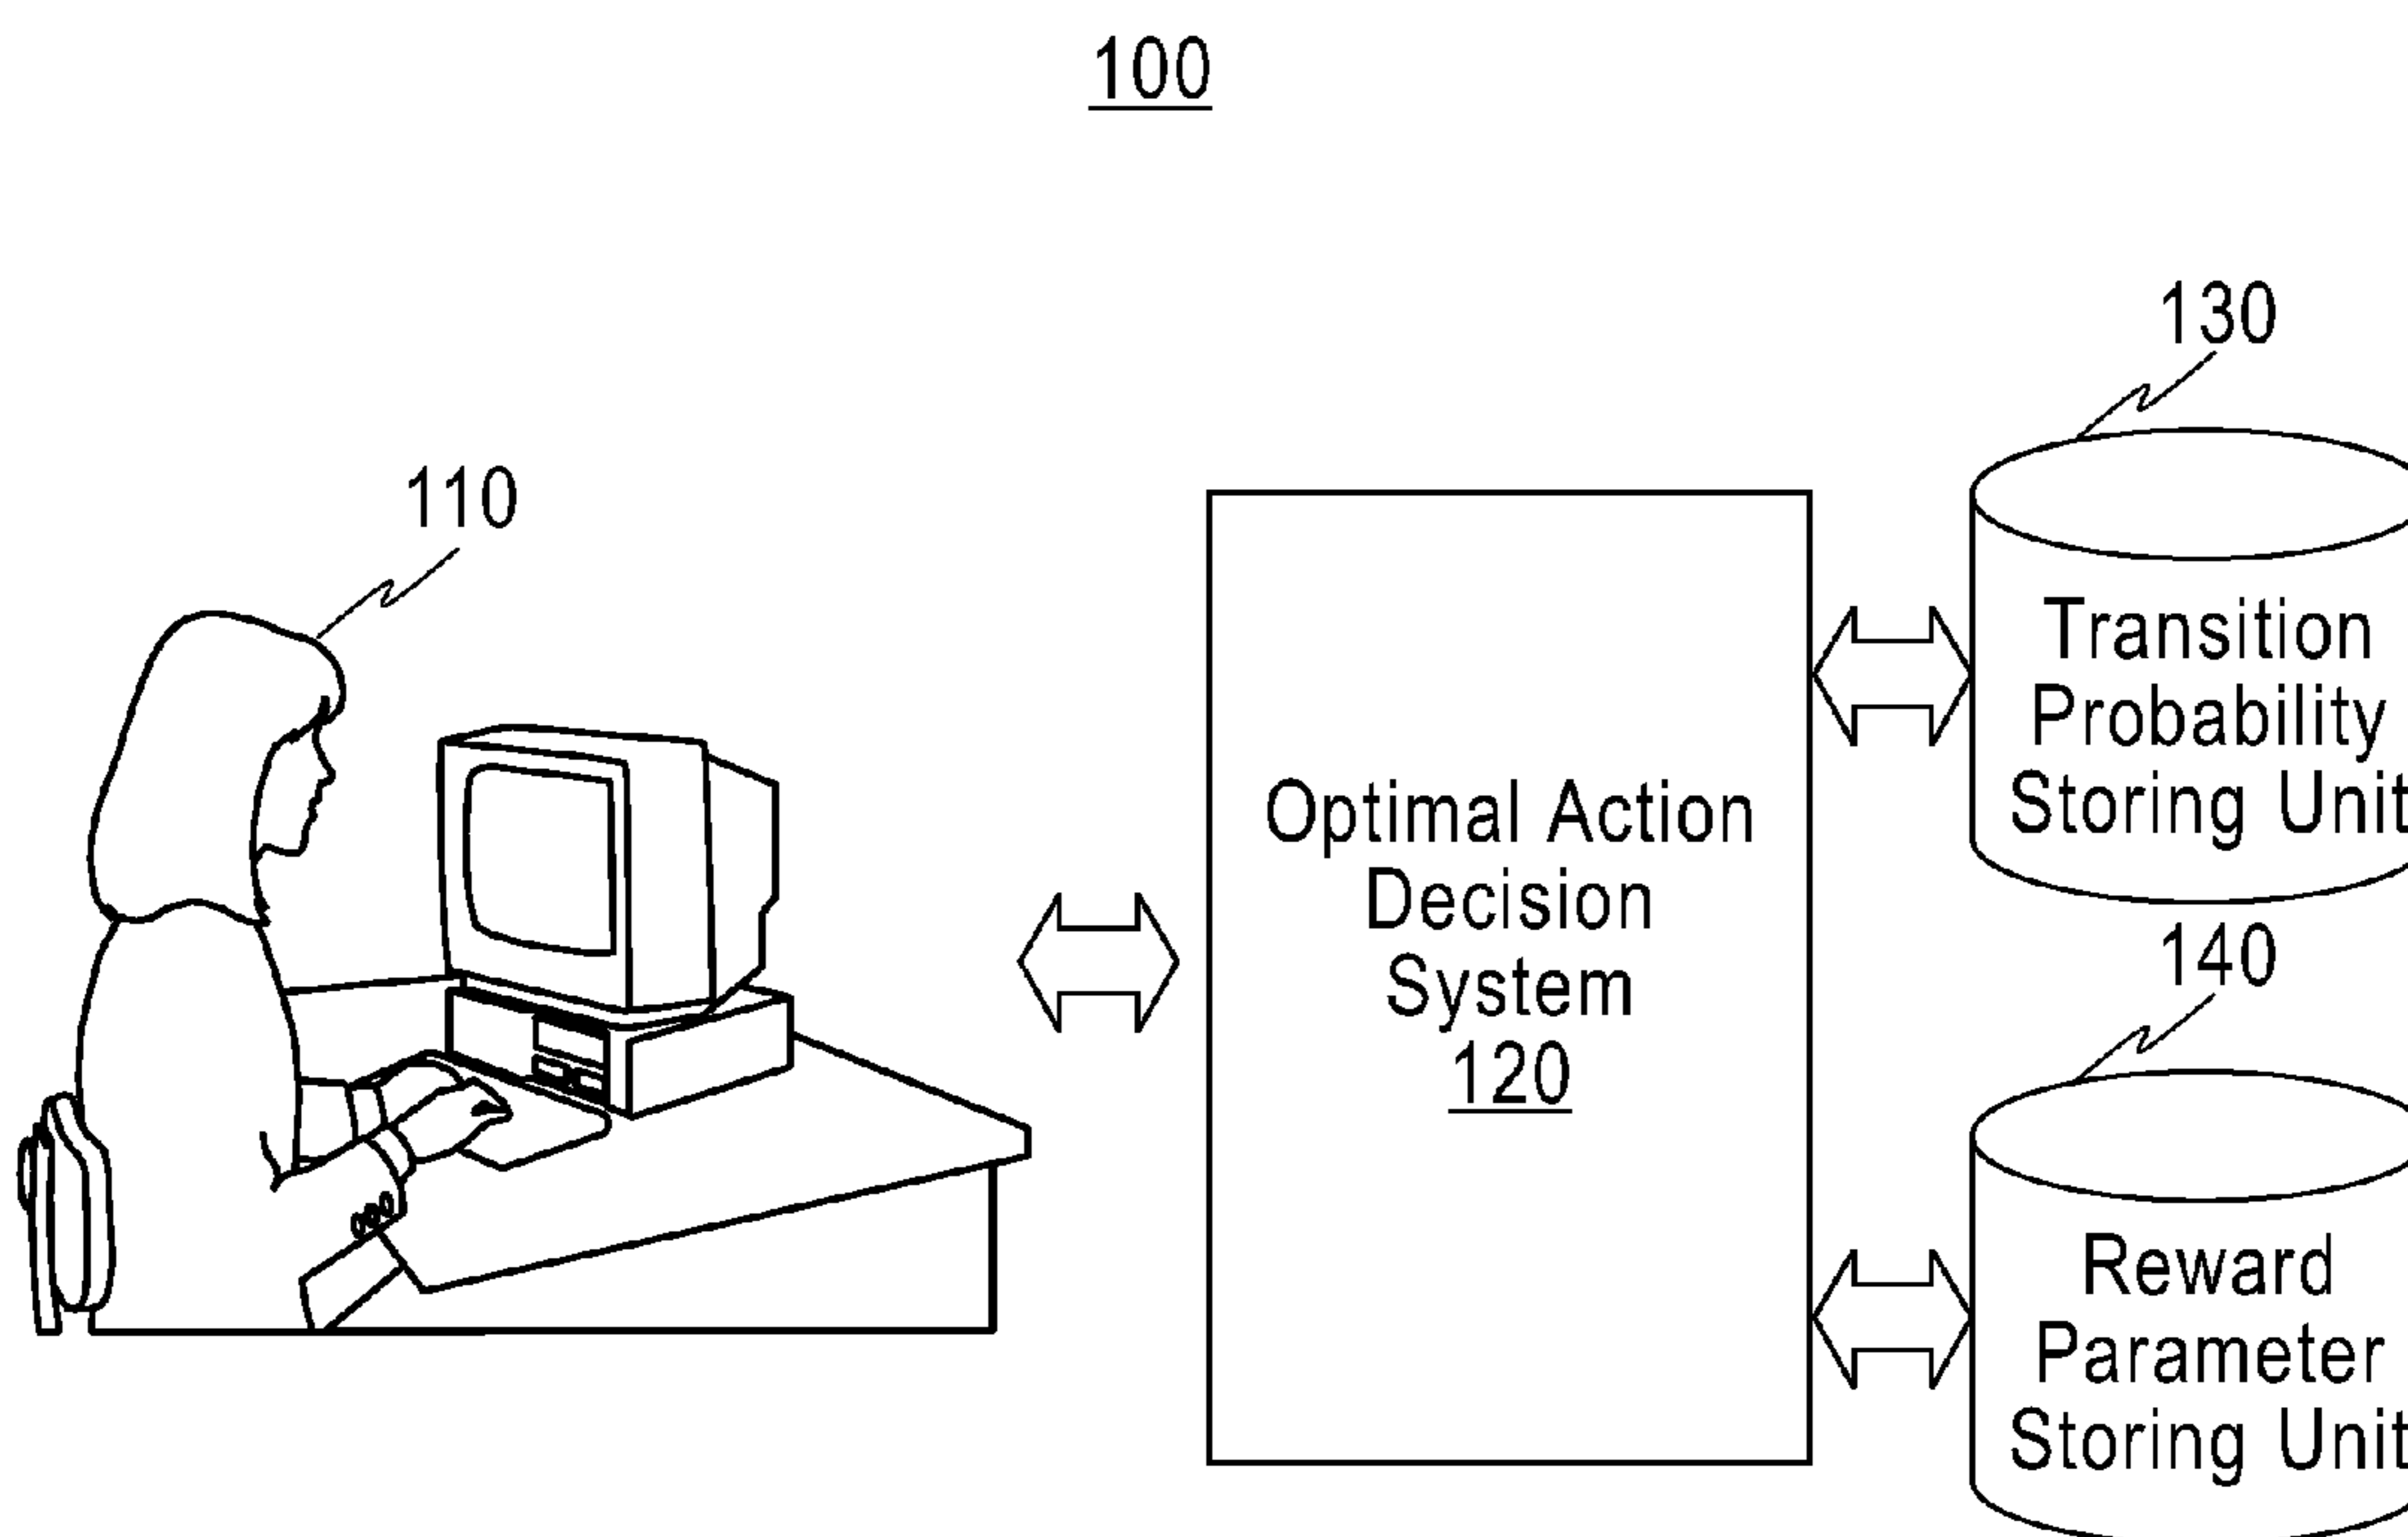 100
110
Optimal Action
Decision
System
120
130
Transition
Probability
Storing Unit
140
Reward
Parameter
Storing Unit